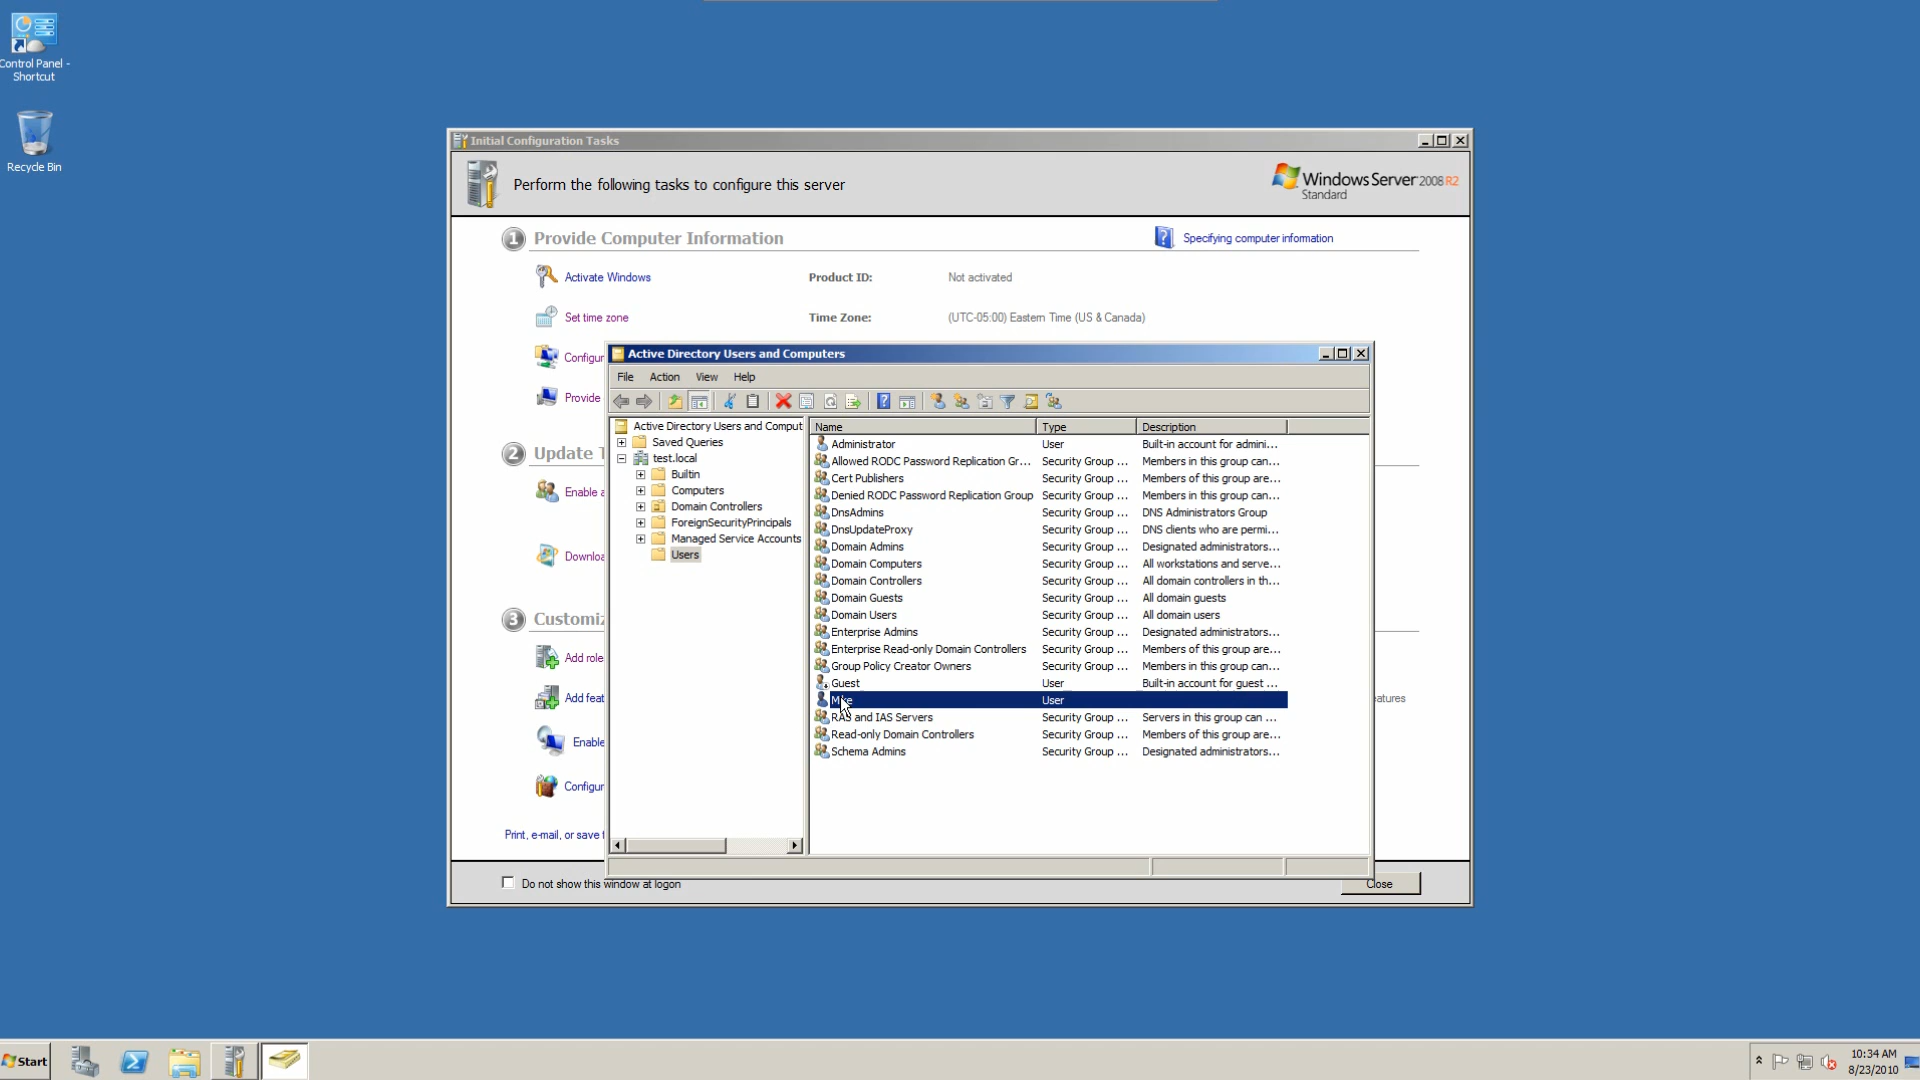 Control Panel -
Shortcut
Recycle Bin
Initial Configuration Tasks
Perform the following tasks to configure this server
Windows Server 2008 R2
Standard
1 Provide Computer Information
Specifying computer information
Activate Windows Product ID: Not activated
Set time zone Time Zone: (UTC-05:00) Eastern Time (US & Canada)
Configur
Provide
2 Update T
Enable a
Downloa
3 Customiz
Add role
Add feat
eatures
Enable
Configur
Print, e-mail, or save t
Do not show this window at logon
Close
Active Directory Users and Computers
File Action View Help
Active Directory Users and Comput
Saved Queries
test.local
Builtin
Computers
Domain Controllers
ForeignSecurityPrincipals
Managed Service Accounts
Users
Name Type Description
Administrator User Built-in account for admini...
Allowed RODC Password Replication Gr... Security Group ... Members in this group can...
Cert Publishers Security Group ... Members of this group are...
Denied RODC Password Replication Group Security Group ... Members in this group can...
DnsAdmins Security Group ... DNS Administrators Group
DnsUpdateProxy Security Group ... DNS clients who are permi...
Domain Admins Security Group ... Designated administrators...
Domain Computers Security Group ... All workstations and serve...
Domain Controllers Security Group ... All domain controllers in th...
Domain Guests Security Group ... All domain guests
Domain Users Security Group ... All domain users
Enterprise Admins Security Group ... Designated administrators...
Enterprise Read-only Domain Controllers Security Group ... Members of this group are...
Group Policy Creator Owners Security Group ... Members in this group can...
Guest User Built-in account for guest ...
Mike User
RAS and IAS Servers Security Group ... Servers in this group can ...
Read-only Domain Controllers Security Group ... Members of this group are...
Schema Admins Security Group ... Designated administrators...
Start
10:34 AM
8/23/2010